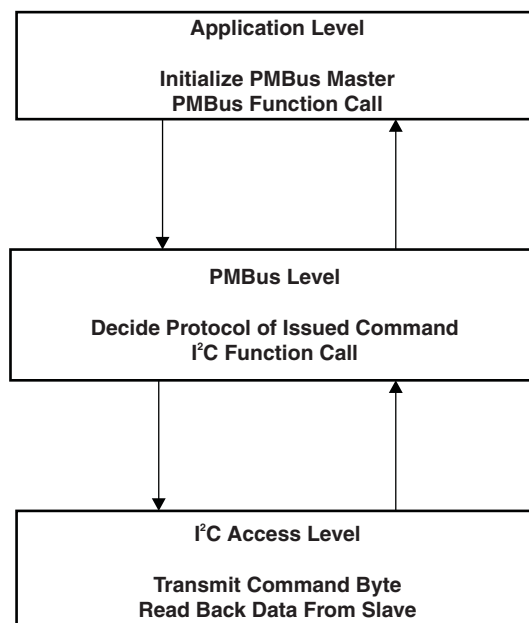 Application Level
Initialize PMBus Master
PMBus Function Call
PMBus Level
Decide Protocol of Issued Command
I²C Function Call
I²C Access Level
Transmit Command Byte
Read Back Data From Slave